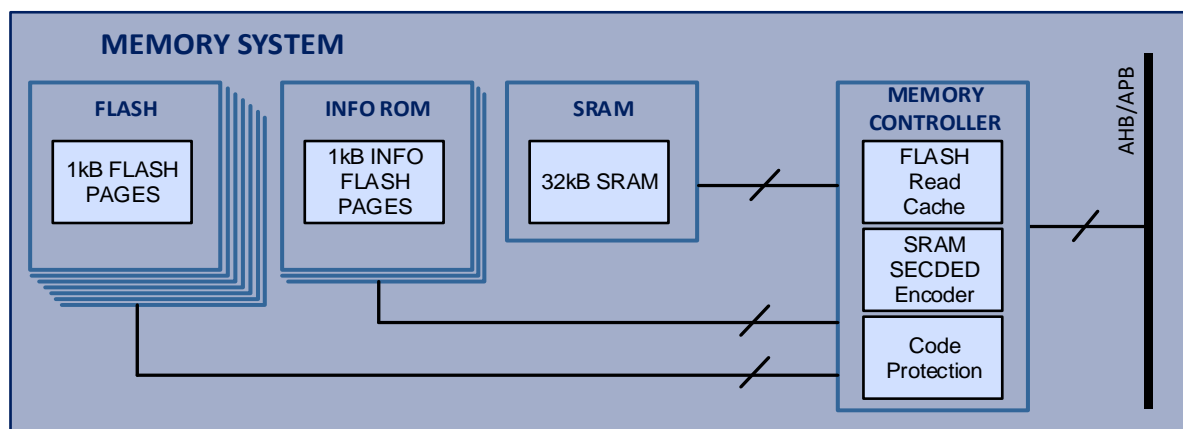 MEMORY SYSTEM
FLASH
1kB FLASH
PAGES
INFO ROM
1kB INFO
FLASH
PAGES
SRAM
32kB SRAM
MEMORY
CONTROLLER
FLASH
Read
Cache
SRAM
SECDED
Encoder
Code
Protection
AHB/APB